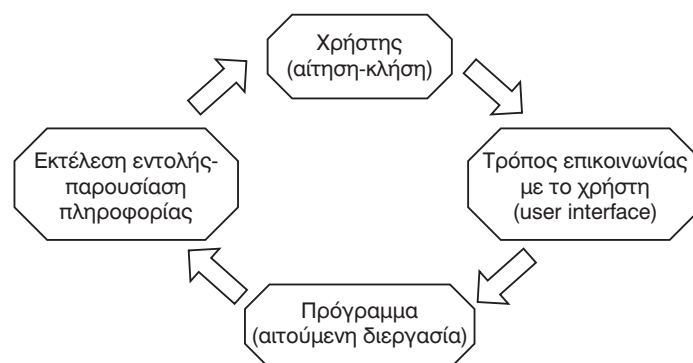 Χρήστης
(αίτηση-κλήση)
Τρόπος επικοινωνίας
με το χρήστη
(user interface)
Πρόγραμμα
(αιτούμενη διεργασία)
Εκτέλεση εντολής-
παρουσίαση
πληροφορίας